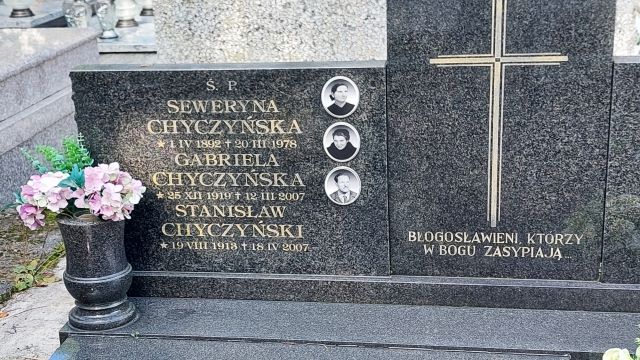 Ś. P.
SEWERYNA
CHYCZYŃSKA
★ 1 IV 1892 ✝ 20 III 1978
GABRIELA
CHYCZYŃSKA
★ 25 XII 1919 ✝ 12 III 2007
STANISŁAW
CHYCZYŃSKI
★ 19 VIII 1913 ✝ 18 IV 2007
BŁOGOSŁAWIENI, KTÓRZY
W BOGU ZASYPIAJĄ...